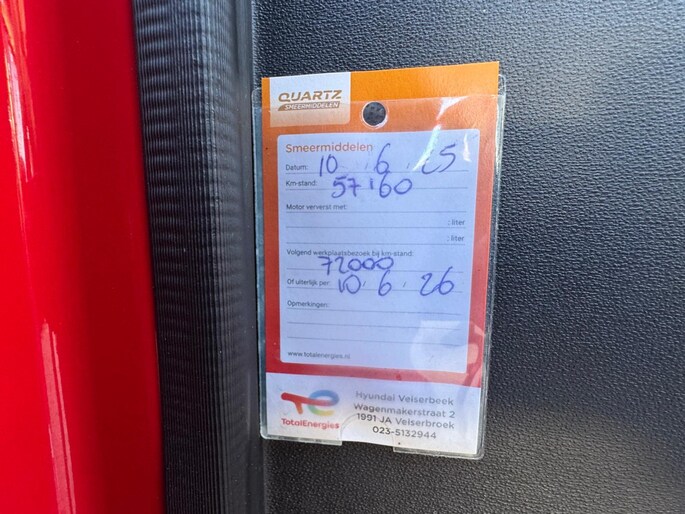 QUARTZ
SMEERMIDDELEN
Smeermiddelen
Datum: 10 6 25
Km-stand: 57160
Motor ververst met:
: liter
: liter
Volgend werkplaatsbezoek bij km-stand:
72000
Of uiterlijk per: 10 6 26
Opmerkingen:
www.totalenergies.nl
TotalEnergies
Hyundai Velserbeek
Wagenmakerstraat 2
1991 JA Velserbroek
023-5132944